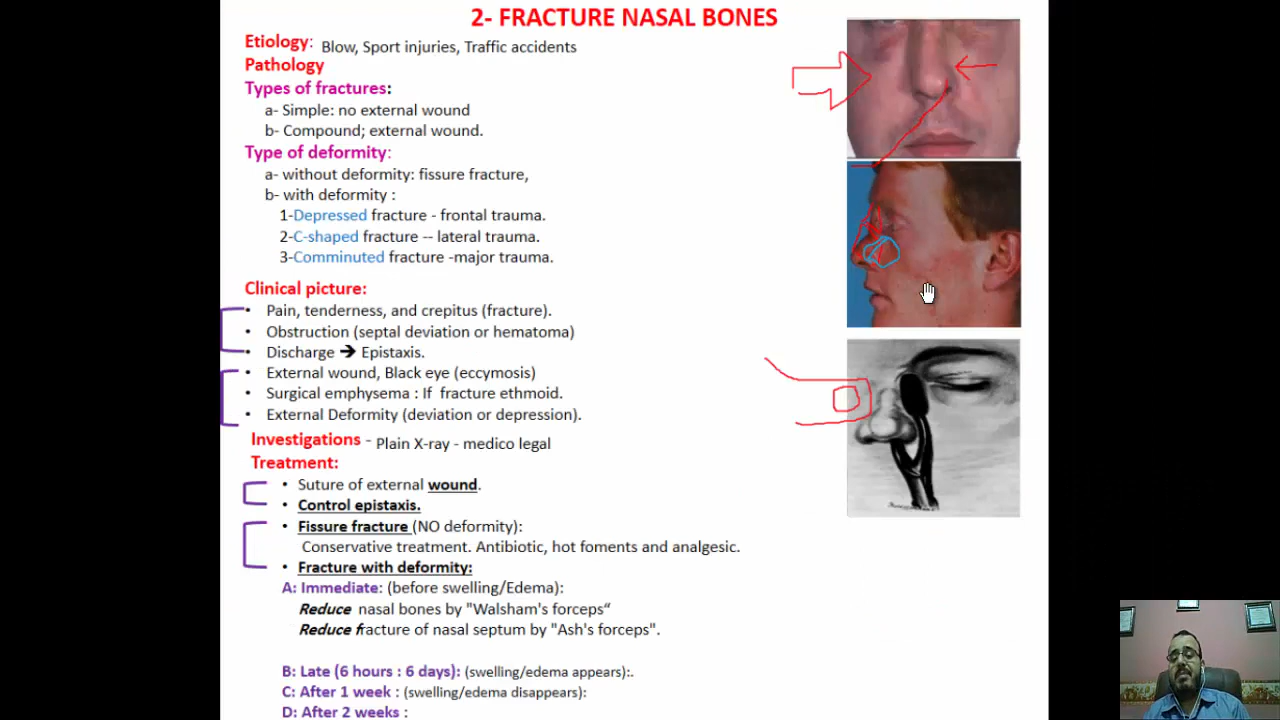 2- FRACTURE NASAL BONES
Etiology: Blow, Sport injuries, Traffic accidents
Pathology
Types of fractures:
a- Simple: no external wound
b- Compound; external wound.
Type of deformity:
a- without deformity: fissure fracture,
b- with deformity :
1-Depressed fracture - frontal trauma.
2-C-shaped fracture -- lateral trauma.
3-Comminuted fracture -major trauma.
Clinical picture:
• Pain, tenderness, and crepitus (fracture).
• Obstruction (septal deviation or hematoma)
• Discharge ➔ Epistaxis.
• External wound, Black eye (eccymosis)
• Surgical emphysema : If fracture ethmoid.
• External Deformity (deviation or depression).
Investigations - Plain X-ray - medico legal
Treatment:
• Suture of external wound.
• Control epistaxis.
• Fissure fracture (NO deformity):
Conservative treatment. Antibiotic, hot foments and analgesic.
• Fracture with deformity:
A: Immediate: (before swelling/Edema):
Reduce nasal bones by "Walsham's forceps“
Reduce fracture of nasal septum by "Ash's forceps".
B: Late (6 hours : 6 days): (swelling/edema appears):.
C: After 1 week : (swelling/edema disappears):
D: After 2 weeks :